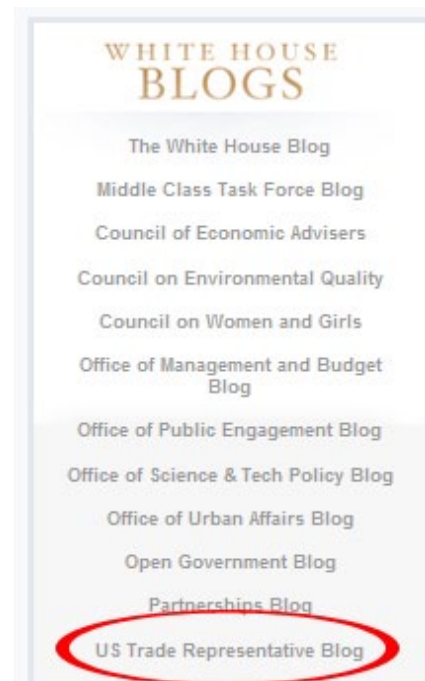 WHITE HOUSE
BLOGS
The White House Blog
Middle Class Task Force Blog
Council of Economic Advisers
Council on Environmental Quality
Council on Women and Girls
Office of Management and Budget
Blog
Office of Public Engagement Blog
Office of Science & Tech Policy Blog
Office of Urban Affairs Blog
Open Government Blog
Partnerships Blog
US Trade Representative Blog